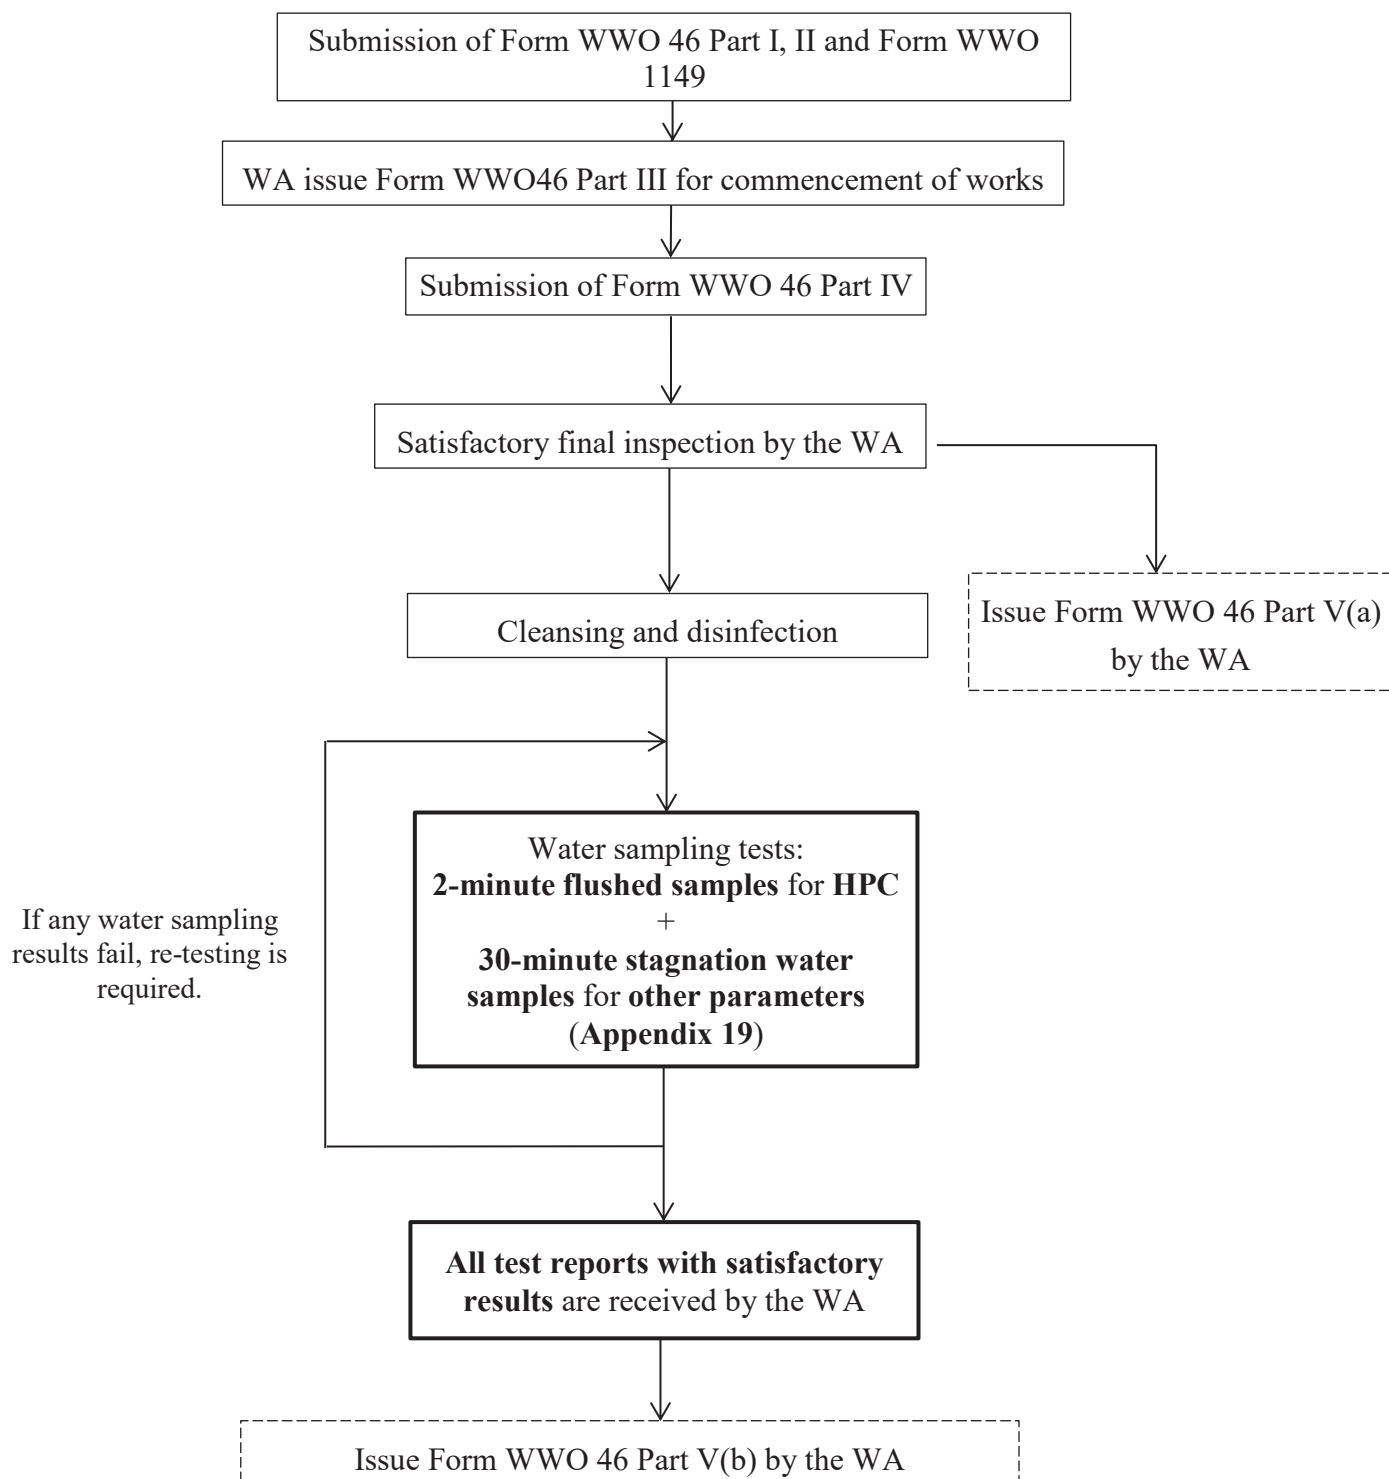 Submission of Form WWO 46 Part I, II and Form WWO
1149
WA issue Form WWO46 Part III for commencement of works
Submission of Form WWO 46 Part IV
Satisfactory final inspection by the WA
Issue Form WWO 46 Part V(a)
by the WA
Cleansing and disinfection
Water sampling tests:
2-minute flushed samples for HPC
+
30-minute stagnation water
samples for other parameters
(Appendix 19)
If any water sampling
results fail, re-testing is
required.
All test reports with satisfactory
results are received by the WA
Issue Form WWO 46 Part V(b) by the WA